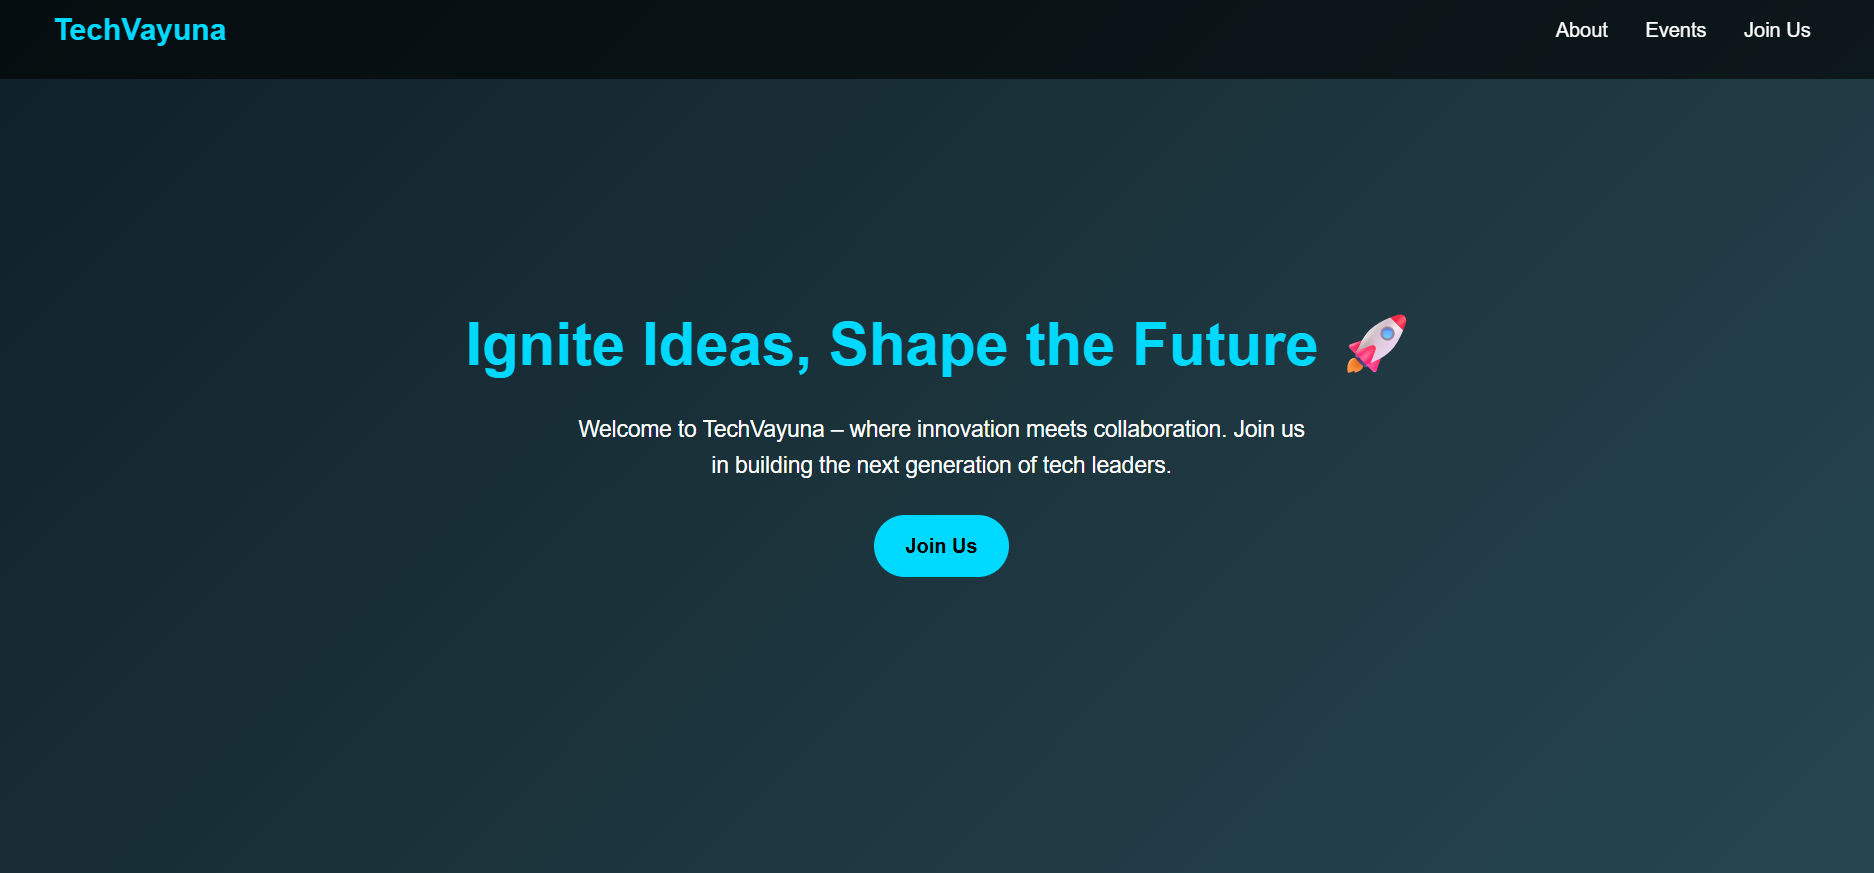 TechVayuna
About Events Join Us
Ignite Ideas, Shape the Future 🚀
Welcome to TechVayuna – where innovation meets collaboration. Join us
in building the next generation of tech leaders.
Join Us